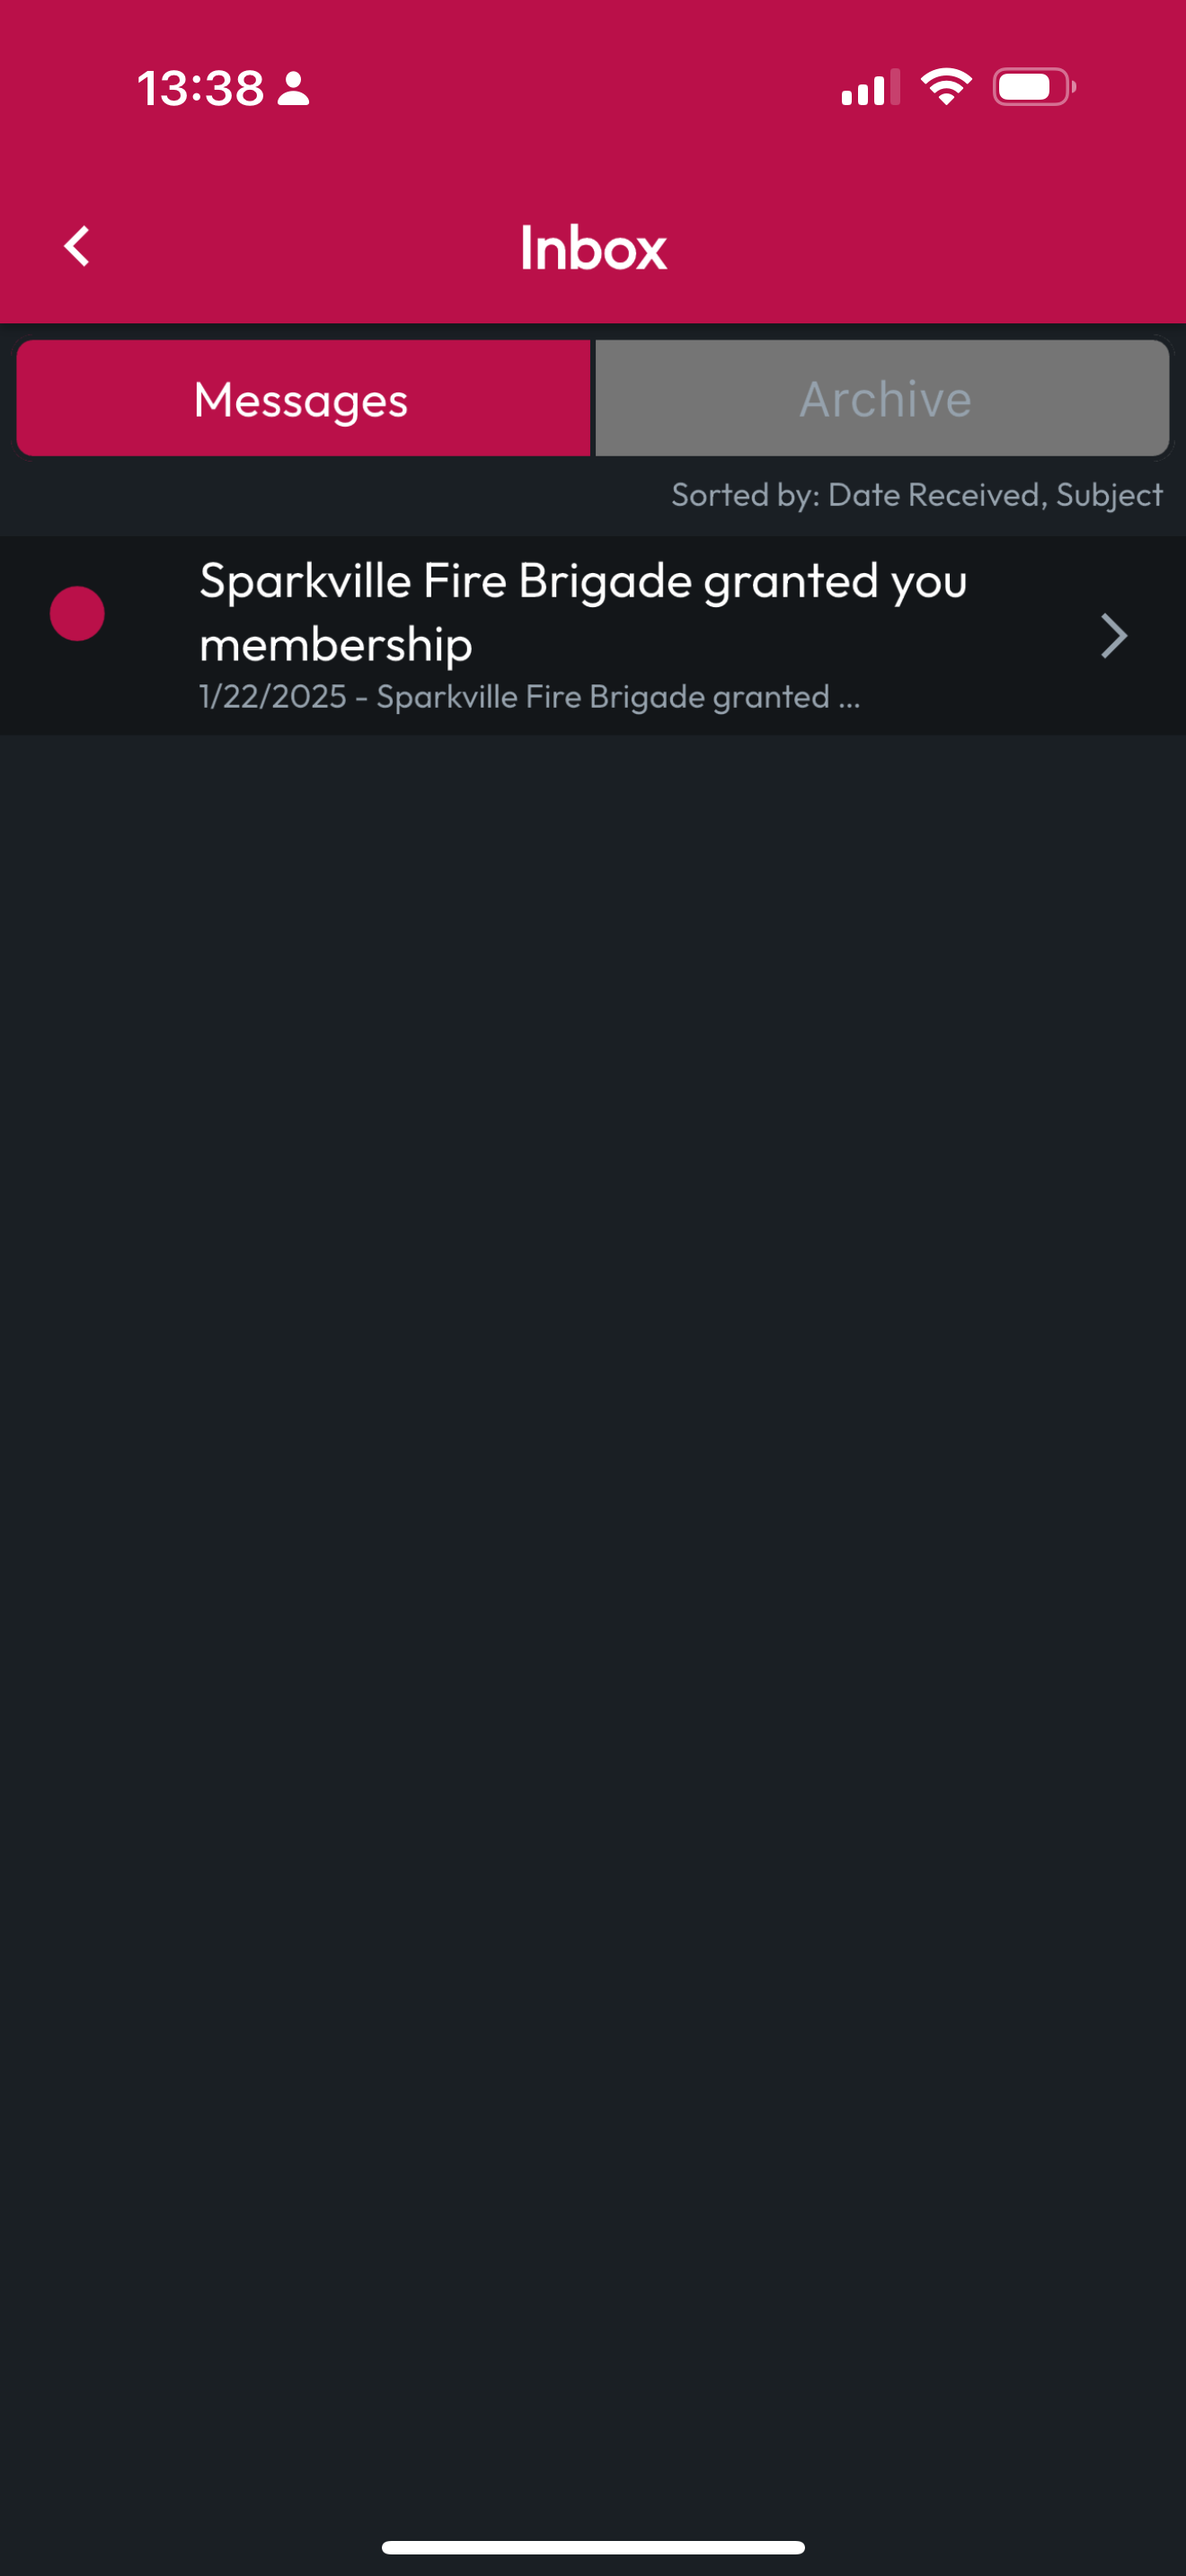 13:38
Inbox
Messages
Archive
Sorted by: Date Received, Subject
Sparkville Fire Brigade granted you
membership
1/22/2025 - Sparkville Fire Brigade granted ...